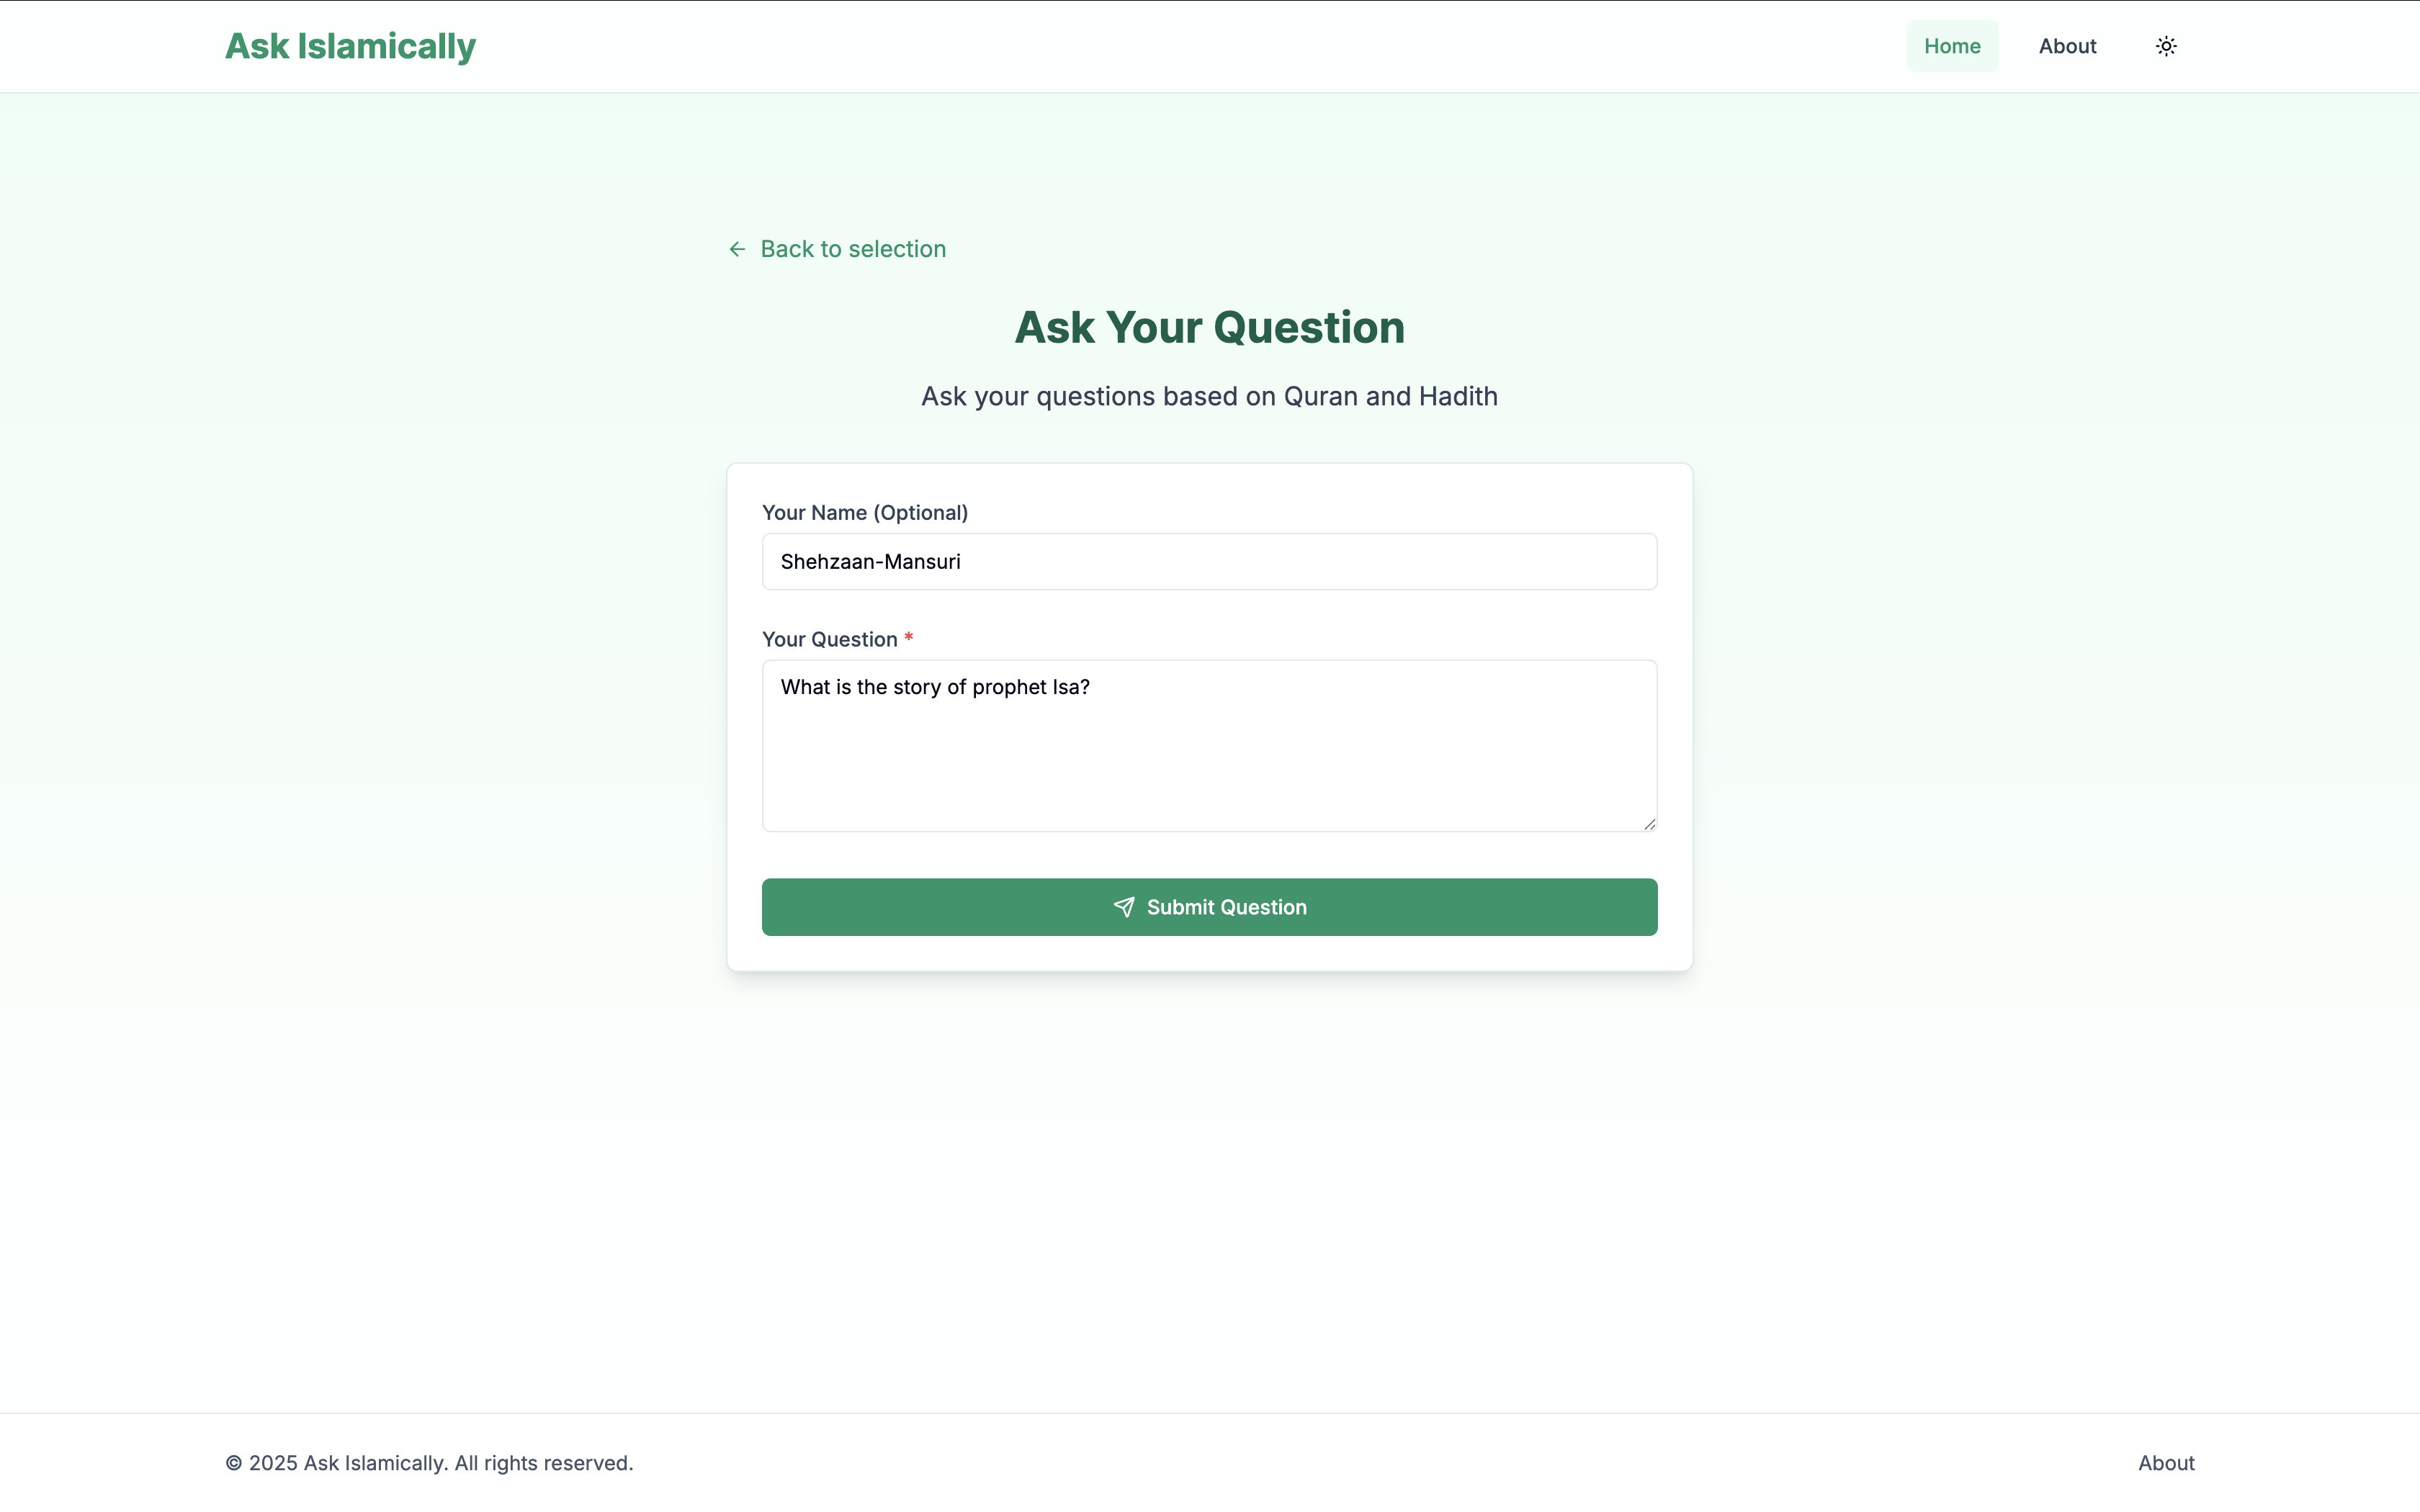 Ask Islamically
Home
About
Back to selection
Ask Your Question
Ask your questions based on Quran and Hadith
Your Name (Optional)
Shehzaan-Mansuri
Your Question *
What is the story of prophet Isa?
Submit Question
© 2025 Ask Islamically. All rights reserved.
About